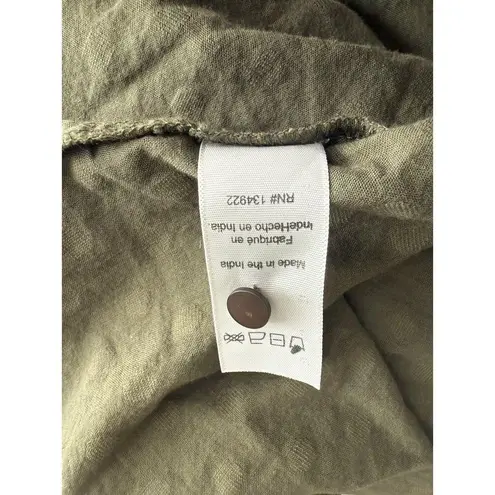 Made in the India
Fabriqué en
IndeHecho en India.
RN# 134922